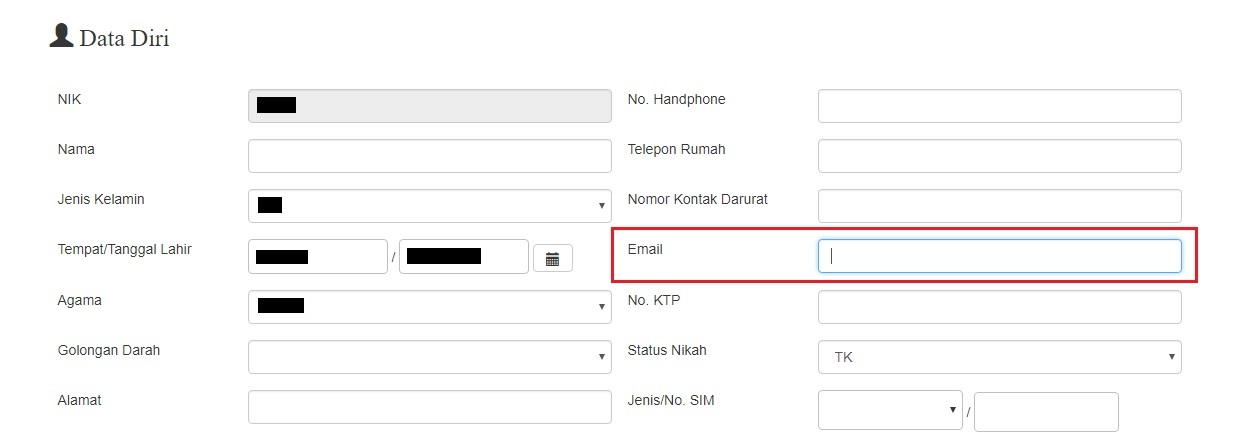 Data Diri
NIK
No. Handphone
Nama
Telepon Rumah
Jenis Kelamin
Nomor Kontak Darurat
Tempat/Tanggal Lahir
/
Email
Agama
No. KTP
Golongan Darah
Status Nikah
TK
Alamat
Jenis/No. SIM
/